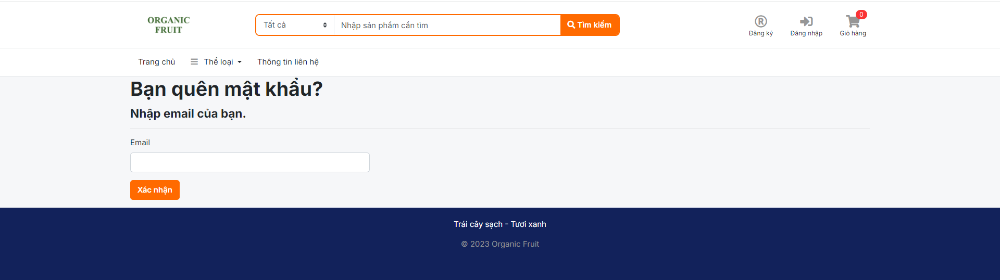 ORGANIC
FRUIT
Tất cả
Nhập sản phẩm cần tìm
Tìm kiếm
0
Đăng ký
Đăng nhập
Giỏ hàng
Trang chủ
Thể loại
Thông tin liên hệ
Bạn quên mật khẩu?
Nhập email của bạn.
Email
Xác nhận
Trái cây sạch - Tươi xanh
© 2023 Organic Fruit